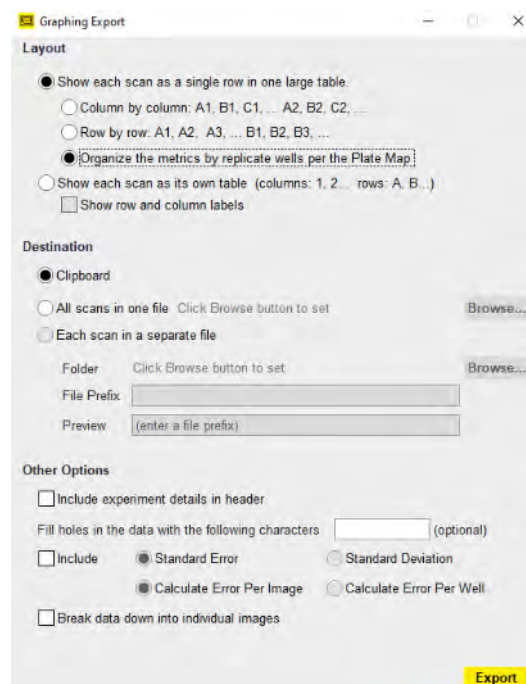 Graphing Export
Layout
Show each scan as a single row in one large table.
Column by column: A1, B1, C1, ... A2, B2, C2, ...
Row by row: A1, A2, A3, ... B1, B2, B3, ...
Organize the metrics by replicate wells per the Plate Map
Show each scan as its own table (columns: 1, 2... rows: A, B...)
Show row and column labels
Destination
Clipboard
All scans in one file Click Browse button to set Browse...
Each scan in a separate file
Folder Click Browse button to set Browse...
File Prefix
Preview (enter a file prefix)
Other Options
Include experiment details in header
Fill holes in the data with the following characters (optional)
Include Standard Error Standard Deviation
Calculate Error Per Image Calculate Error Per Well
Break data down into individual images
Export